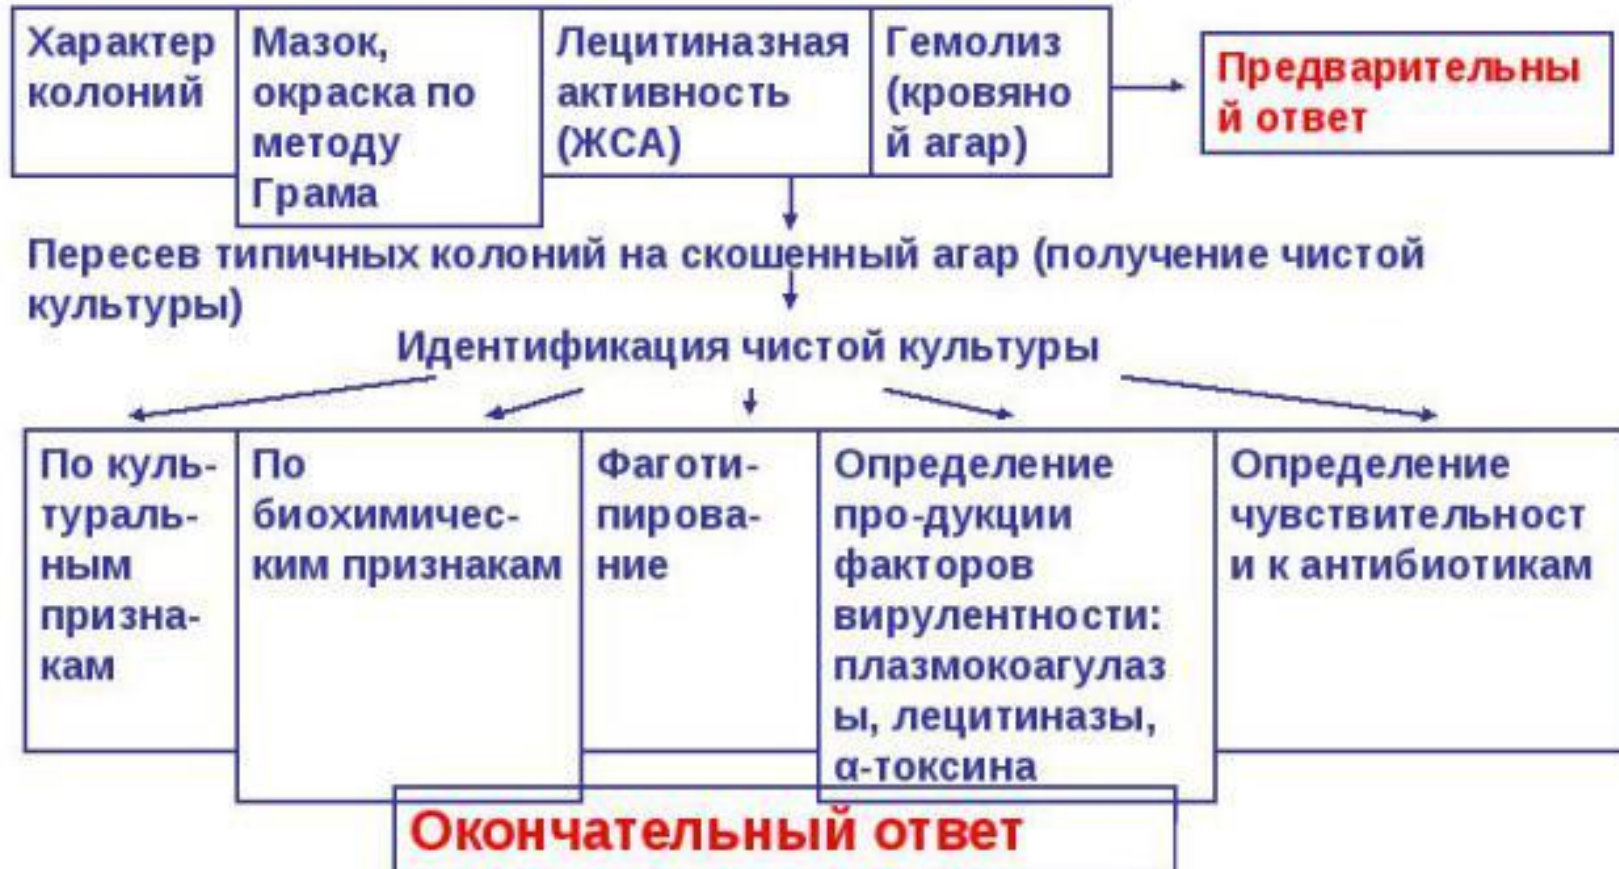 Характер
колоний
Мазок,
окраска по
методу
Грама
Лецитиназная
активность
(ЖСА)
Гемолиз
(кровяно
й агар)
Предварительны
й ответ
Пересев типичных колоний на скошенный агар (получение чистой
культуры)
Идентификация чистой культуры
По куль-
тураль-
ным
призна-
кам
По
биохимичес-
ким признакам
Фаготи-
пирова-
ние
Определение
про-дукции
факторов
вирулентности:
плазмокоагулаз
ы, лецитиназы,
α-токсина
Определение
чувствительност
и к антибиотикам
Окончательный ответ